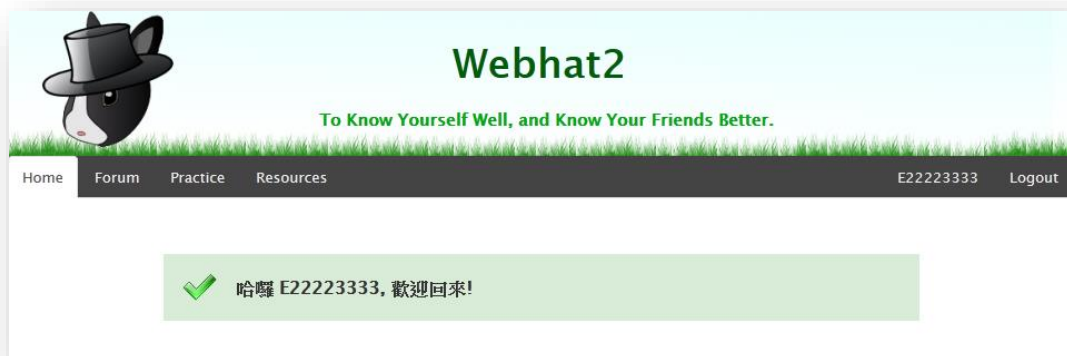 Webhat2
To Know Yourself Well, and Know Your Friends Better.
Home Forum Practice Resources E22223333 Logout
哈囉 E22223333, 歡迎回來!